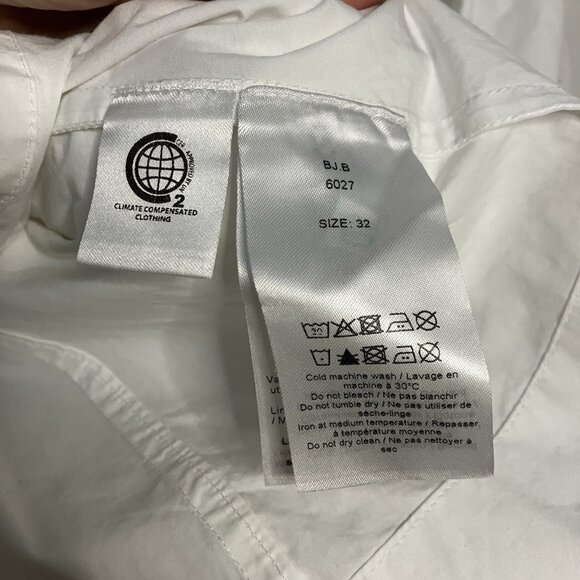 2
CLIMATE COMPENSATED
CLOTHING
BJ.B
6027
SIZE: 32
Cold machine wash / Lavage en
machine à 30°C
Do not bleach / Ne pas blanchir
Do not tumble dry / Ne pas utiliser de
sèche-linge
Iron at medium temperature / Repasser
à température moyenne
Do not dry clean / Ne pas nettoyer à
sec